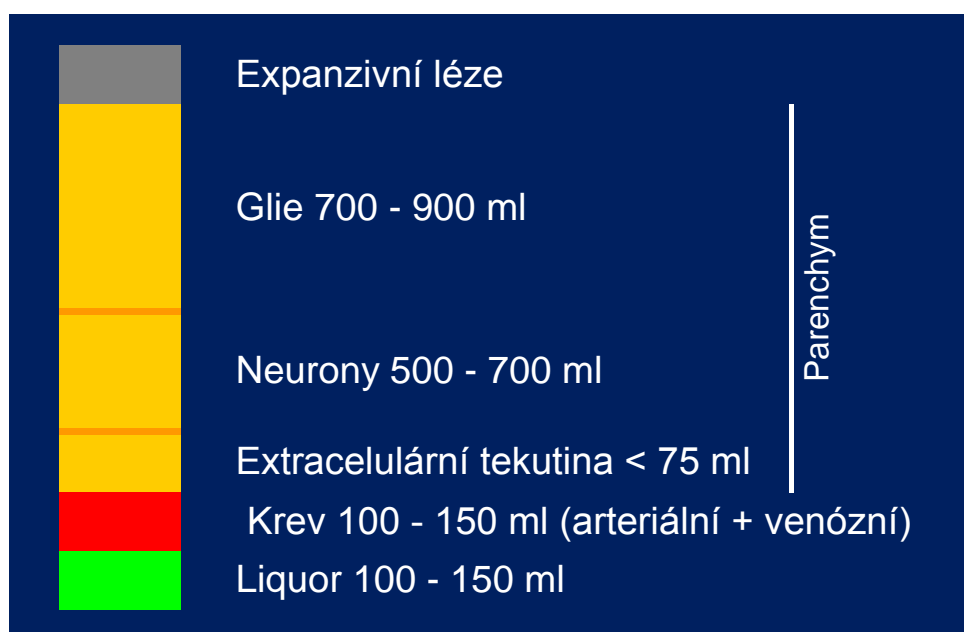 Expanzivní léze
Glie 700 - 900 ml
Parenchym
Neurony 500 - 700 ml
Extracelulární tekutina < 75 ml
Krev 100 - 150 ml (arteriální + venózní)
Liquor 100 - 150 ml